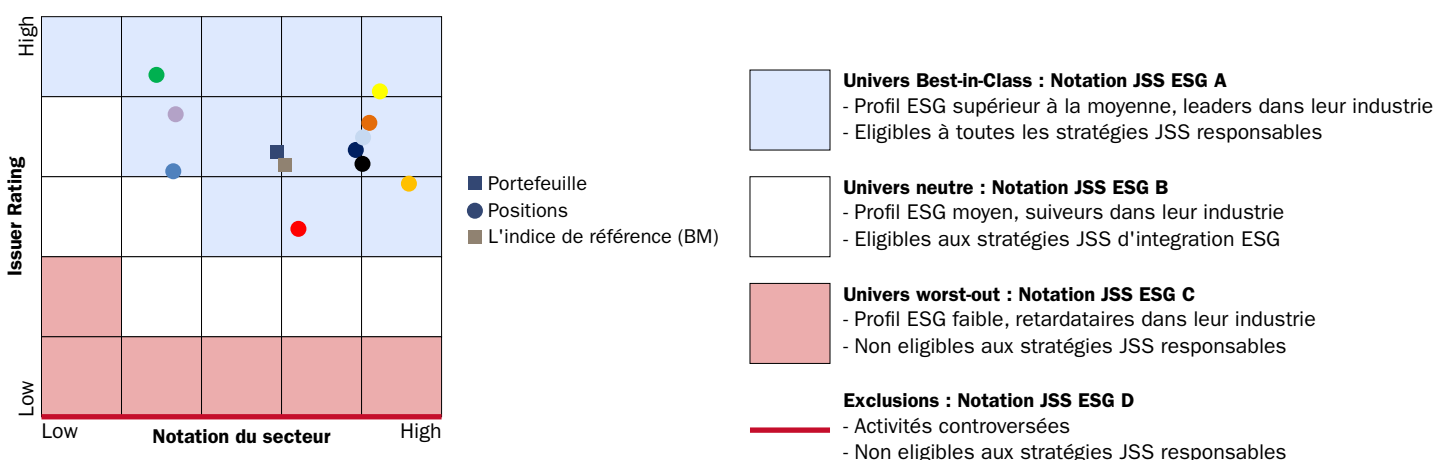 High
Issuer Rating
Low
Low
Notation du secteur
High
Portefeuille
Positions
L'indice de référence (BM)
Univers Best-in-Class : Notation JSS ESG A
- Profil ESG supérieur à la moyenne, leaders dans leur industrie
- Eligibles à toutes les stratégies JSS responsables
Univers neutre : Notation JSS ESG B
- Profil ESG moyen, suiveurs dans leur industrie
- Eligibles aux stratégies JSS d'integration ESG
Univers worst-out : Notation JSS ESG C
- Profil ESG faible, retardataires dans leur industrie
- Non eligibles aux stratégies JSS responsables
Exclusions : Notation JSS ESG D
- Activités controversées
- Non eligibles aux stratégies JSS responsables